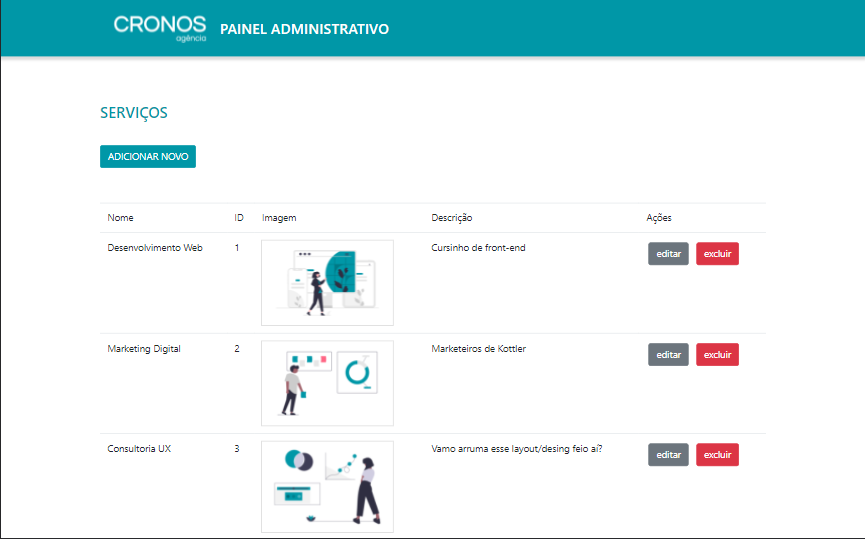 CRONOS
agência
PAINEL ADMINISTRATIVO
SERVIÇOS
ADICIONAR NOVO
Nome ID Imagem Descrição Ações
Desenvolvimento Web 1 Cursinho de front-end editar excluir
Marketing Digital 2 Marketeiros de Kottler editar excluir
Consultoria UX 3 Vamo arruma esse layout/desing feio aí? editar excluir